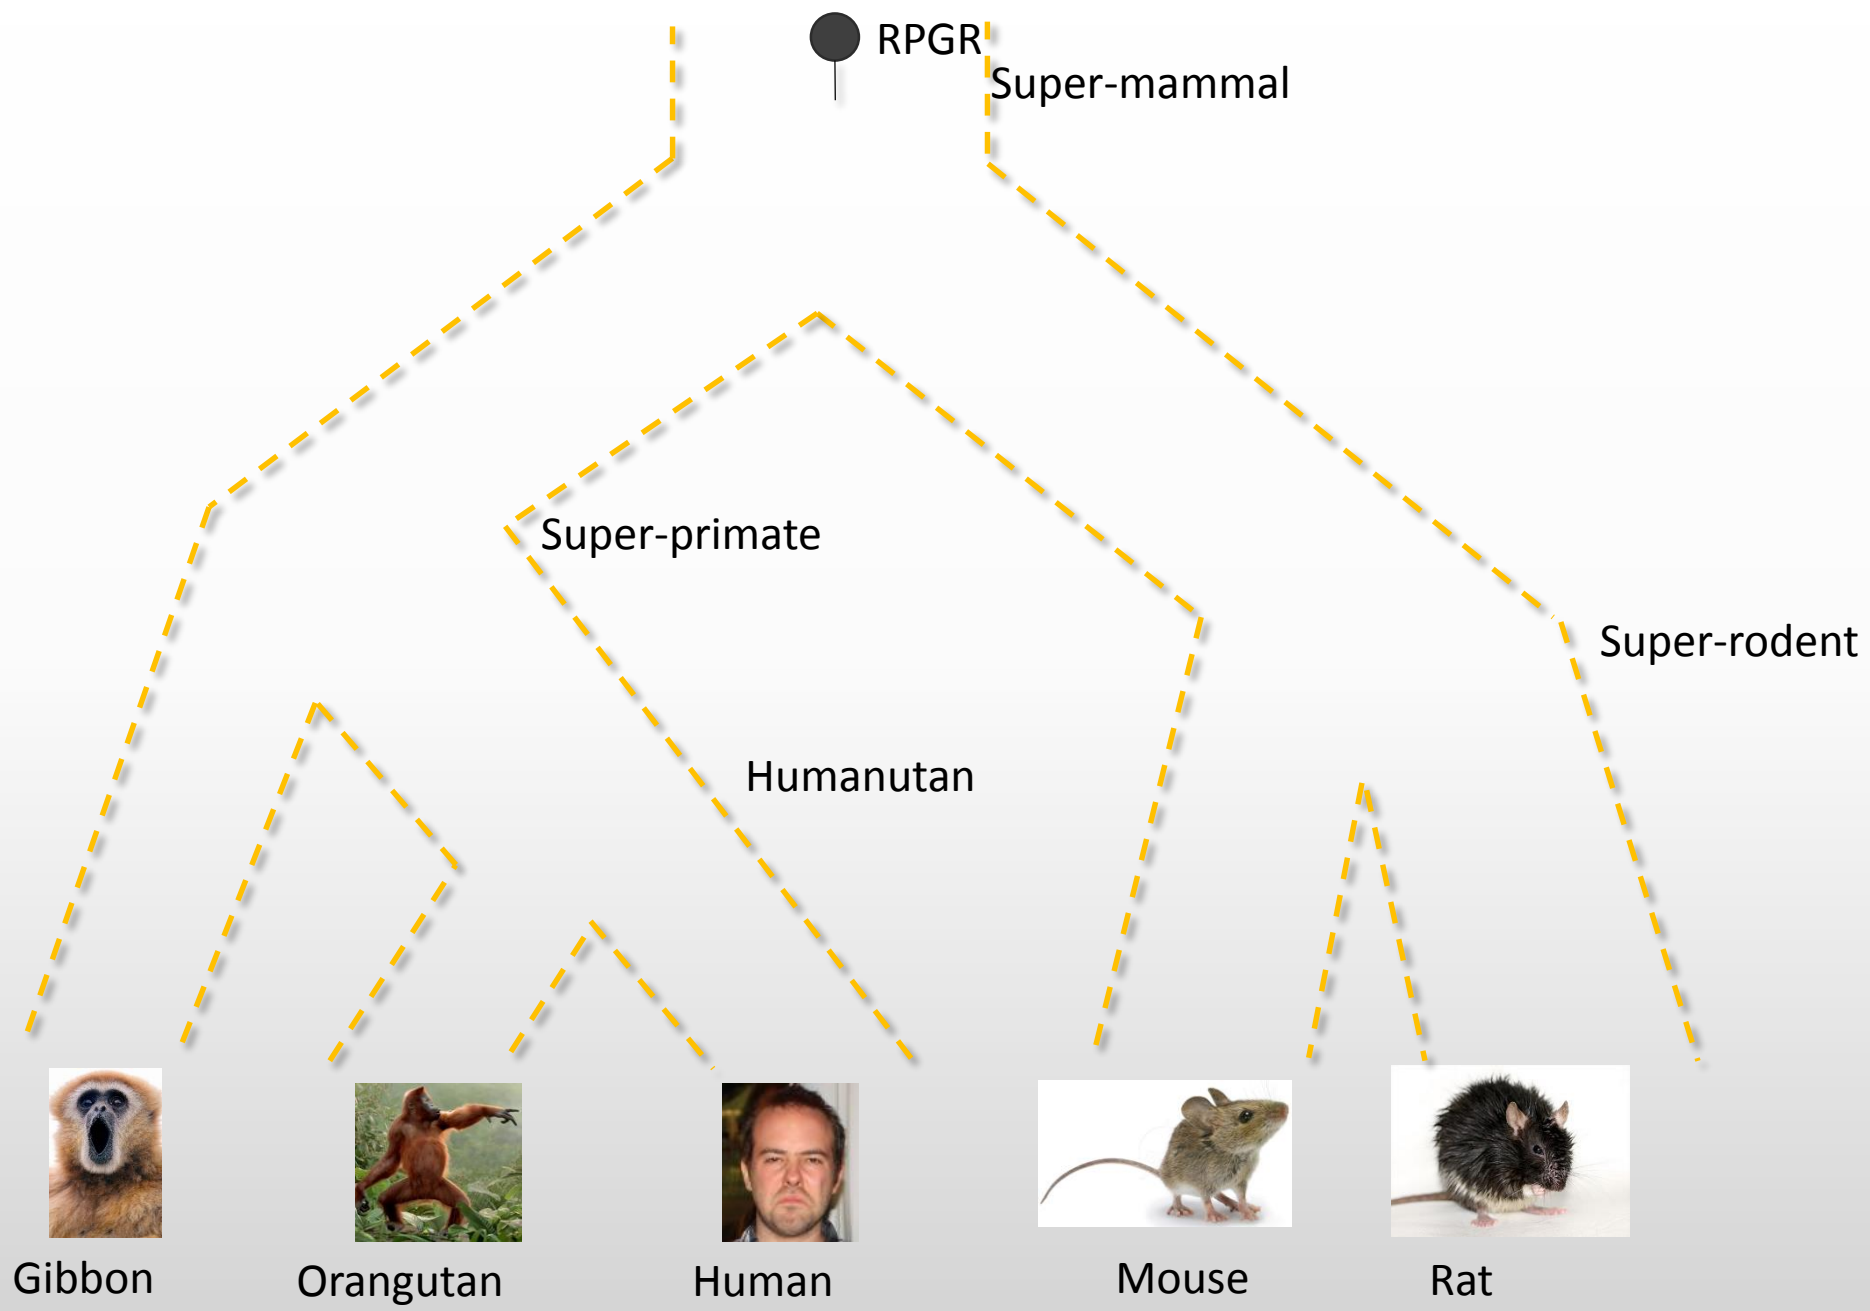 RPGR
Super-mammal
Super-primate
Super-rodent
Humanutan
Gibbon
Orangutan
Human
Mouse
Rat